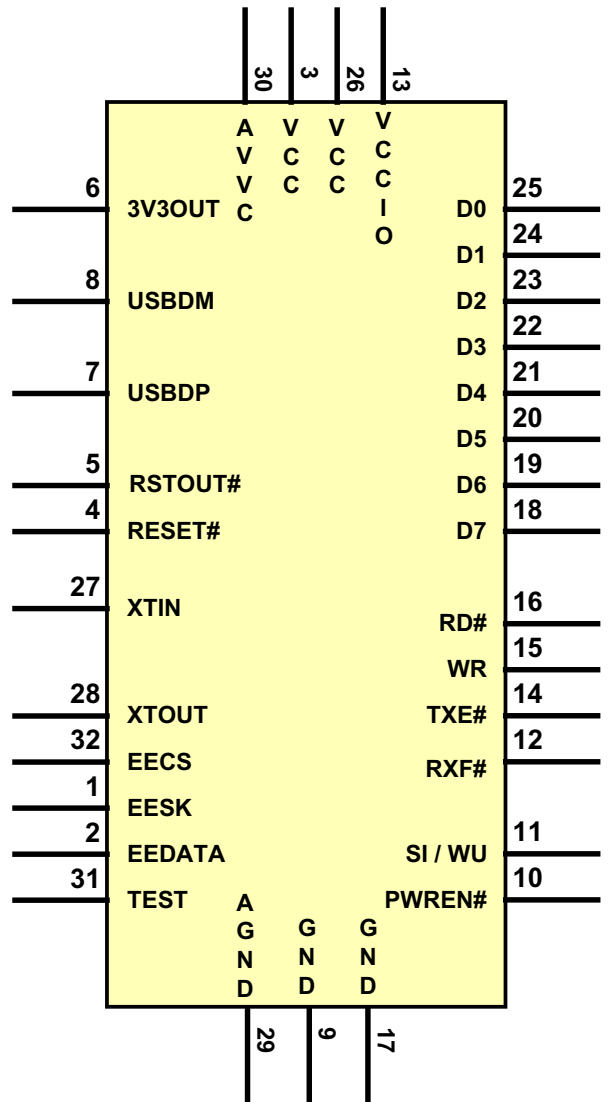 30 3 26 13
AVVC VCC VCC VCCIO
6 3V3OUT D0 25
D1 24
8 USBDM D2 23
D3 22
7 USBDP D4 21
D5 20
5 RSTOUT# D6 19
4 RESET# D7 18
27 XTIN RD# 16
WR 15
28 XTOUT TXE# 14
32 EECS RXF# 12
1 EESK
2 EEDATA SI / WU 11
31 TEST PWREN# 10
AGND GND GND
29 9 17